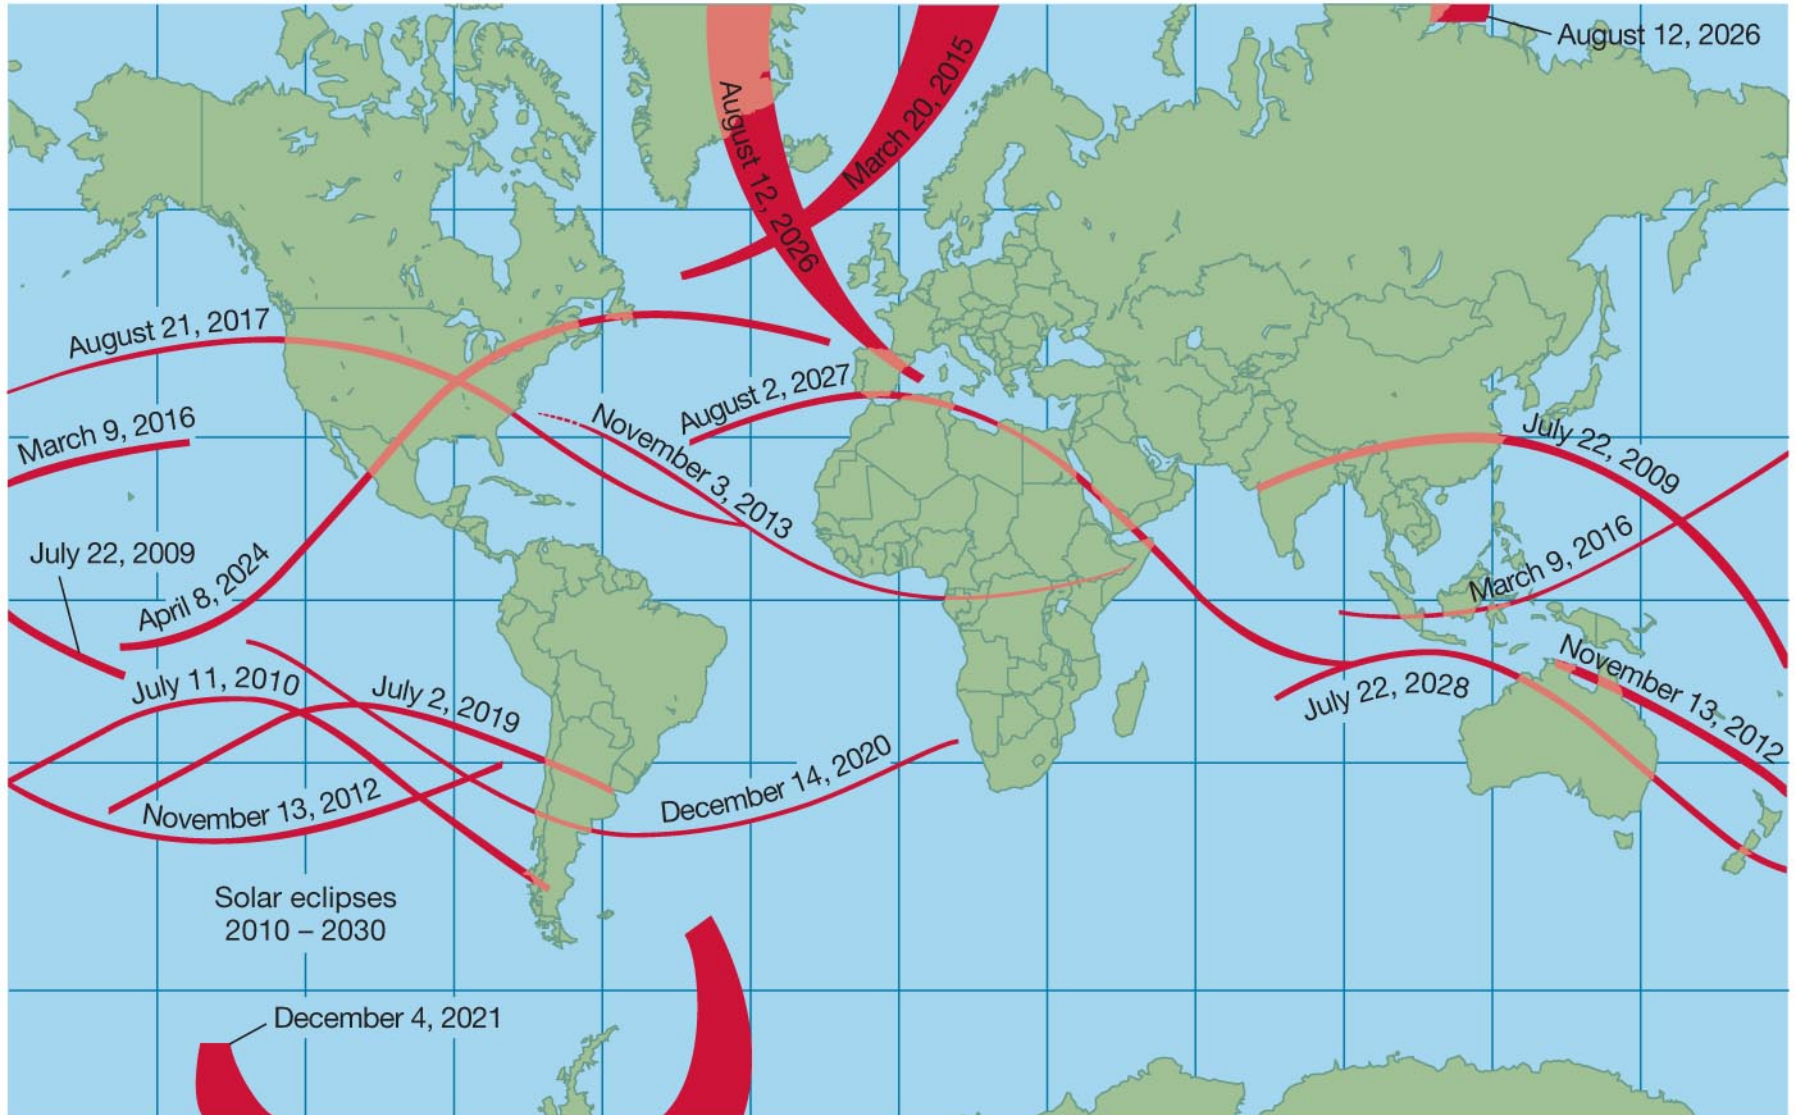 August 12, 2026
March 20, 2015
August 12, 2026
August 21, 2017
March 9, 2016
August 2, 2027
November 3, 2013
July 22, 2009
March 9, 2016
July 22, 2009
April 8, 2024
July 11, 2010
July 2, 2019
November 13, 2012
December 14, 2020
July 22, 2028
November 13, 2012
Solar eclipses
2010 – 2030
December 4, 2021